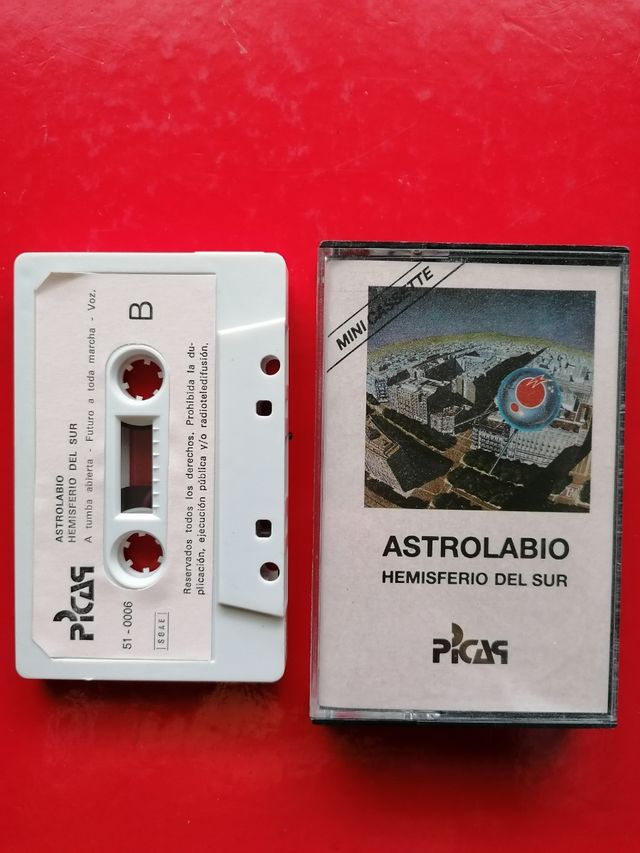 ASTROLABIO
HEMISFERIO DEL SUR
A tumba abierta - Futuro a toda marcha - Voz.
B
Reservados todos los derechos. Prohibida la du-
plicación, ejecución pública y/o radioteledifusión.
PICAP
51-0006
SGAE
MINI CASSETTE
ASTROLABIO
HEMISFERIO DEL SUR
PICAP